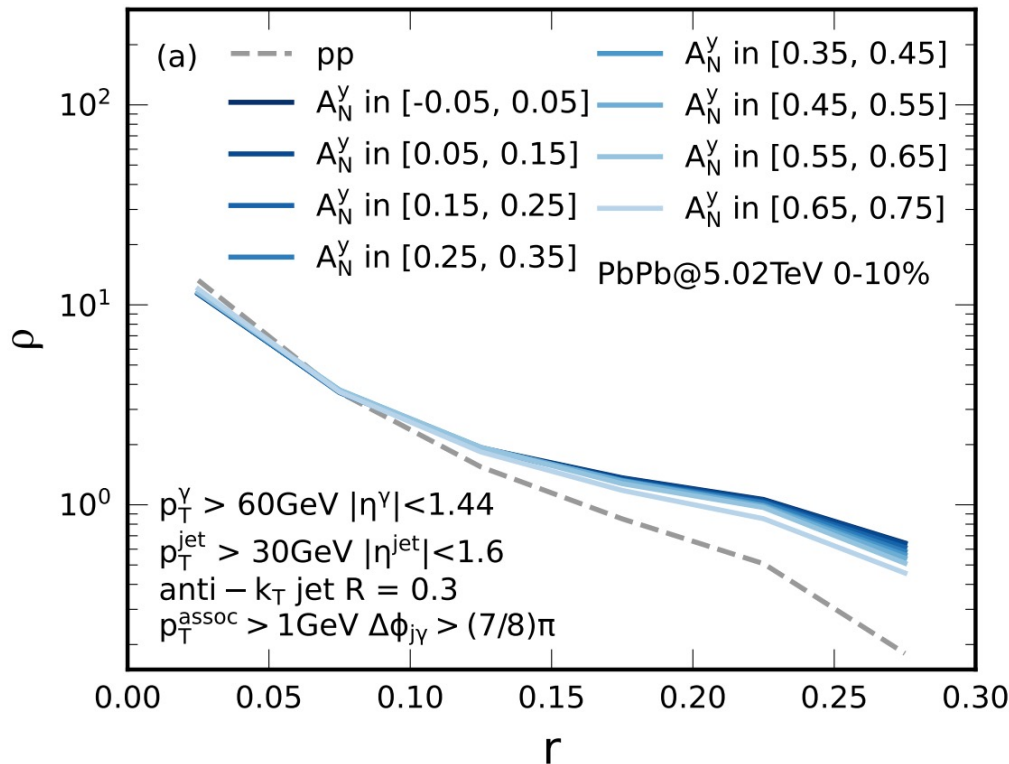 (a)
pp
A_N^y in [-0.05, 0.05]
A_N^y in [0.05, 0.15]
A_N^y in [0.15, 0.25]
A_N^y in [0.25, 0.35]
A_N^y in [0.35, 0.45]
A_N^y in [0.45, 0.55]
A_N^y in [0.55, 0.65]
A_N^y in [0.65, 0.75]
PbPb@5.02TeV 0-10%
p_T^γ > 60GeV |η^γ|<1.44
p_T^jet > 30GeV |η^jet|<1.6
anti − k_T jet R = 0.3
p_T^assoc > 1GeV Δϕ_jγ > (7/8)π
ρ
10^2
10^1
10^0
0.00 0.05 0.10 0.15 0.20 0.25 0.30
r